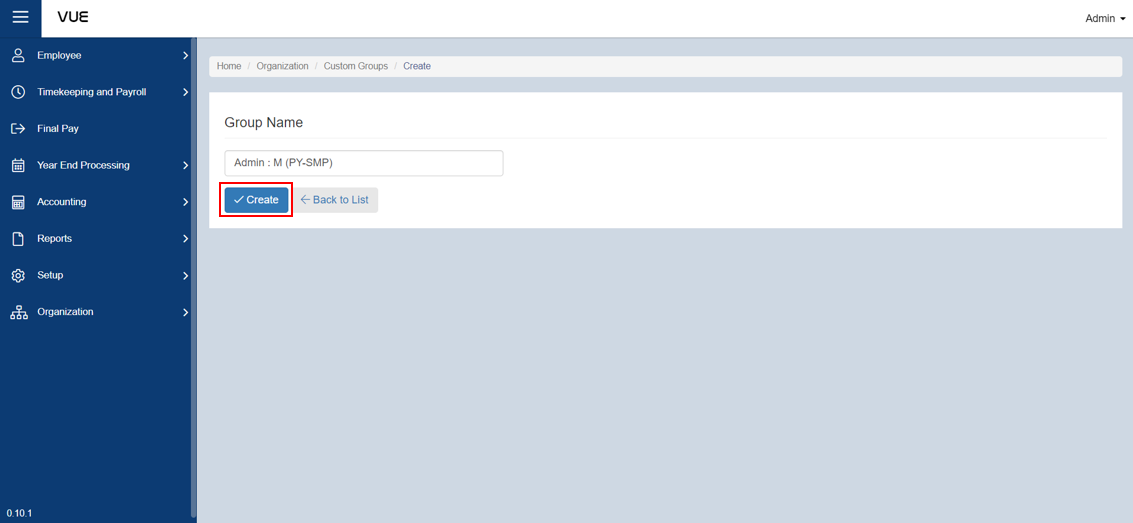 VUE
Admin
Employee
Timekeeping and Payroll
Final Pay
Year End Processing
Accounting
Reports
Setup
Organization
0.10.1
Home / Organization / Custom Groups / Create
Group Name
Admin : M (PY-SMP)
Create
Back to List